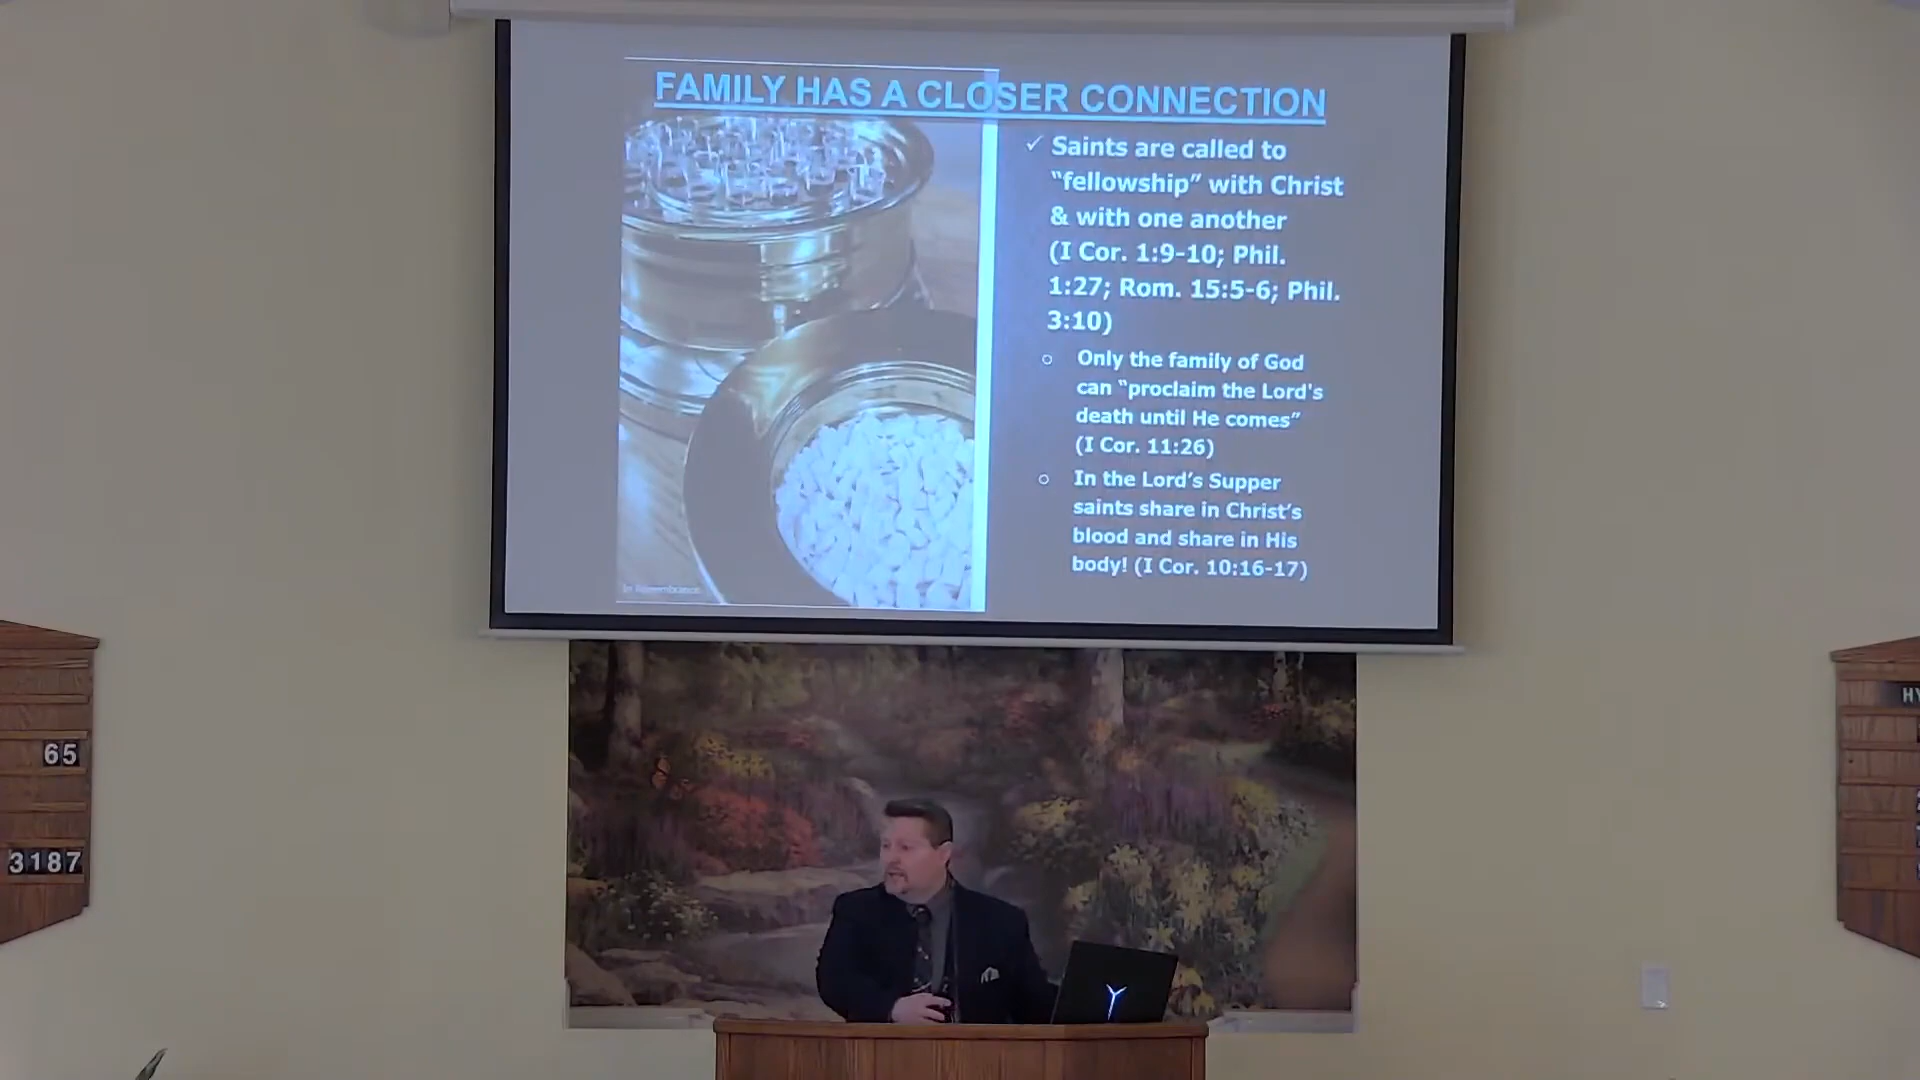 FAMILY HAS A CLOSER CONNECTION
✓ Saints are called to
“fellowship” with Christ
& with one another
(I Cor. 1:9-10; Phil.
1:27; Rom. 15:5-6; Phil.
3:10)
○ Only the family of God
can “proclaim the Lord's
death until He comes”
(I Cor. 11:26)
○ In the Lord’s Supper
saints share in Christ’s
blood and share in His
body! (I Cor. 10:16-17)
In Remembrance
65
3187
HY